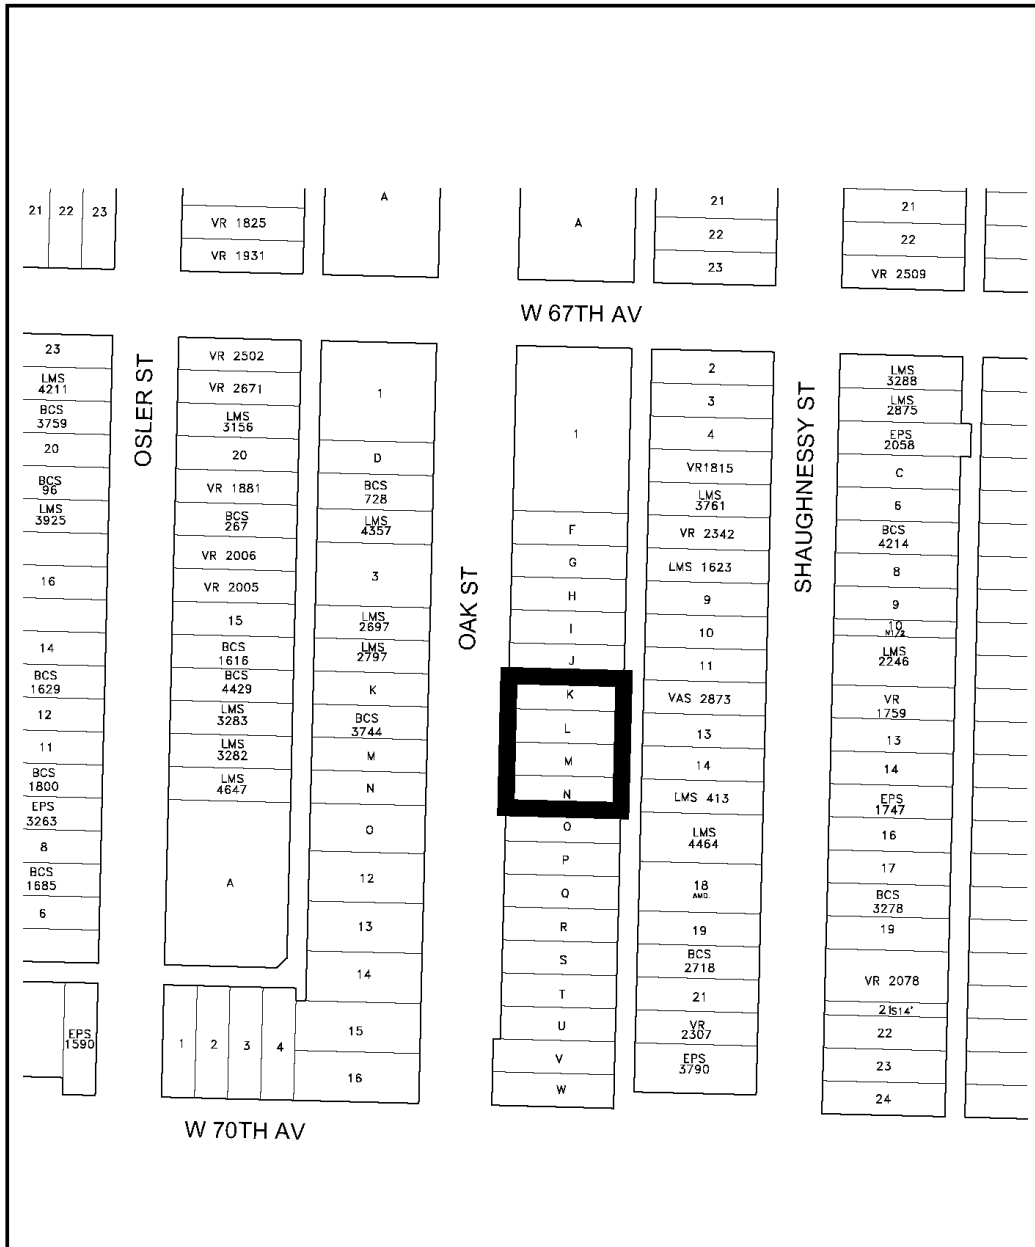 21
22
23
VR 1825
VR 1931
A
A
21
22
23
21
22
VR 2509
W 67TH AV
OSLER ST
OAK ST
SHAUGHNESSY ST
23
LMS
4211
BCS
3759
20
BCS
96
LMS
3925
16
14
BCS
1629
12
11
BCS
1800
EPS
3263
8
BCS
1685
6
EPS
1590
VR 2502
VR 2671
LMS
3156
20
VR 1881
BCS
267
VR 2006
VR 2005
15
BCS
1616
BCS
4429
LMS
3283
LMS
3282
LMS
4647
A
1
2
3
4
1
D
BCS
728
LMS
4357
3
LMS
2697
LMS
2797
K
BCS
3744
M
N
O
12
13
14
15
16
1
F
G
H
I
J
K
L
M
N
O
P
Q
R
S
T
U
V
W
2
3
4
VR1815
LMS
3761
VR 2342
LMS 1623
9
10
11
VAS 2873
13
14
LMS 413
LMS
4464
18
AMD.
19
BCS
2718
21
VR
2307
EPS
3790
LMS
3288
LMS
2875
EPS
2058
C
6
BCS
4214
8
9
10
N1/2
LMS
2246
VR
1759
13
14
EPS
1747
16
17
BCS
3278
19
VR 2078
21S14'
22
23
24
W 70TH AV